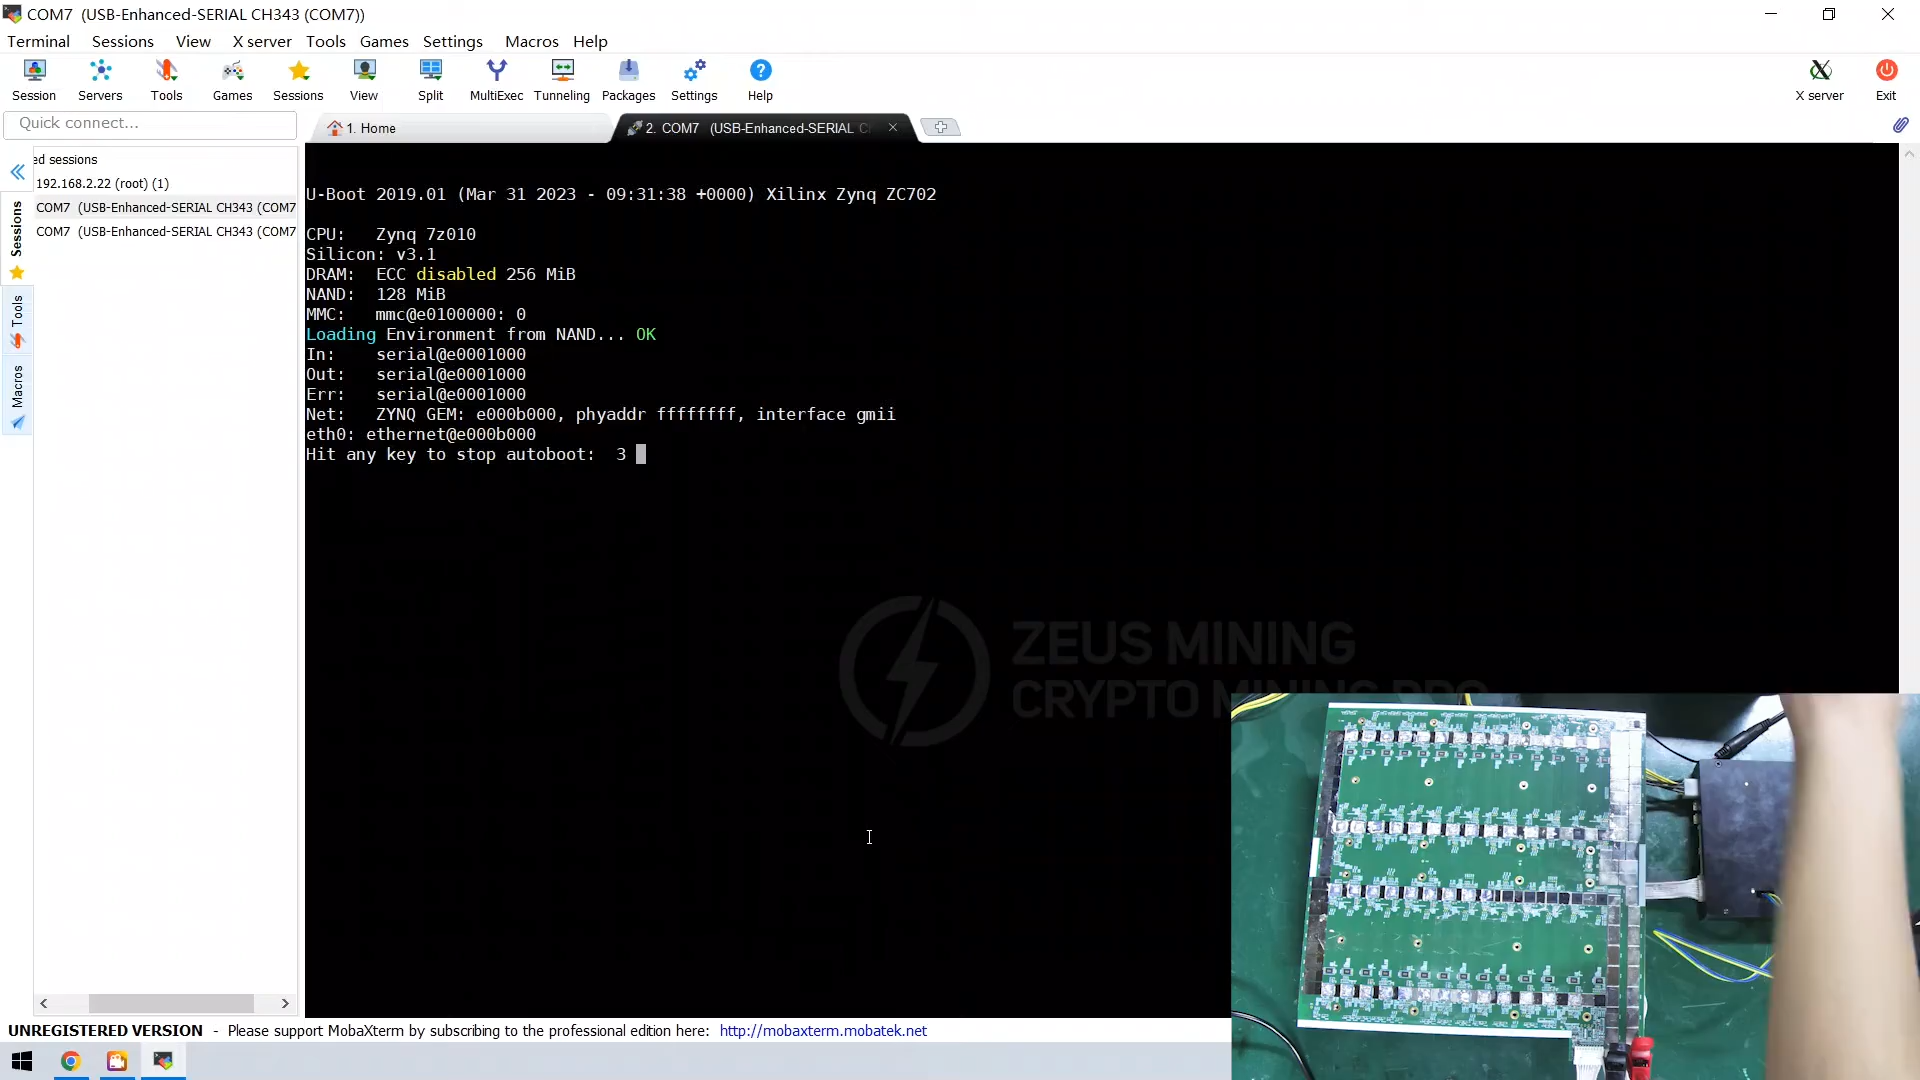 COM7  (USB-Enhanced-SERIAL CH343 (COM7))
Terminal Sessions View X server Tools Games Settings Macros Help
Session Servers Tools Games Sessions View Split MultiExec Tunneling Packages Settings Help X server Exit
Quick connect...
1. Home
2. COM7  (USB-Enhanced-SERIAL
ed sessions
192.168.2.22 (root) (1)
COM7  (USB-Enhanced-SERIAL CH343 (COM7
COM7  (USB-Enhanced-SERIAL CH343 (COM7
Sessions
Tools
Macros
U-Boot 2019.01 (Mar 31 2023 - 09:31:38 +0000) Xilinx Zynq ZC702
CPU:   Zynq 7z010
Silicon: v3.1
DRAM:  ECC disabled 256 MiB
NAND:  128 MiB
MMC:   mmc@e0100000: 0
Loading Environment from NAND... OK
In:    serial@e0001000
Out:   serial@e0001000
Err:   serial@e0001000
Net:   ZYNQ GEM: e000b000, phyaddr ffffffff, interface gmii
eth0: ethernet@e000b000
Hit any key to stop autoboot:  3
ZEUS MINING
CRYPTO MINING PRO
UNREGISTERED VERSION  -  Please support MobaXterm by subscribing to the professional edition here:  http://mobaxterm.mobatek.net